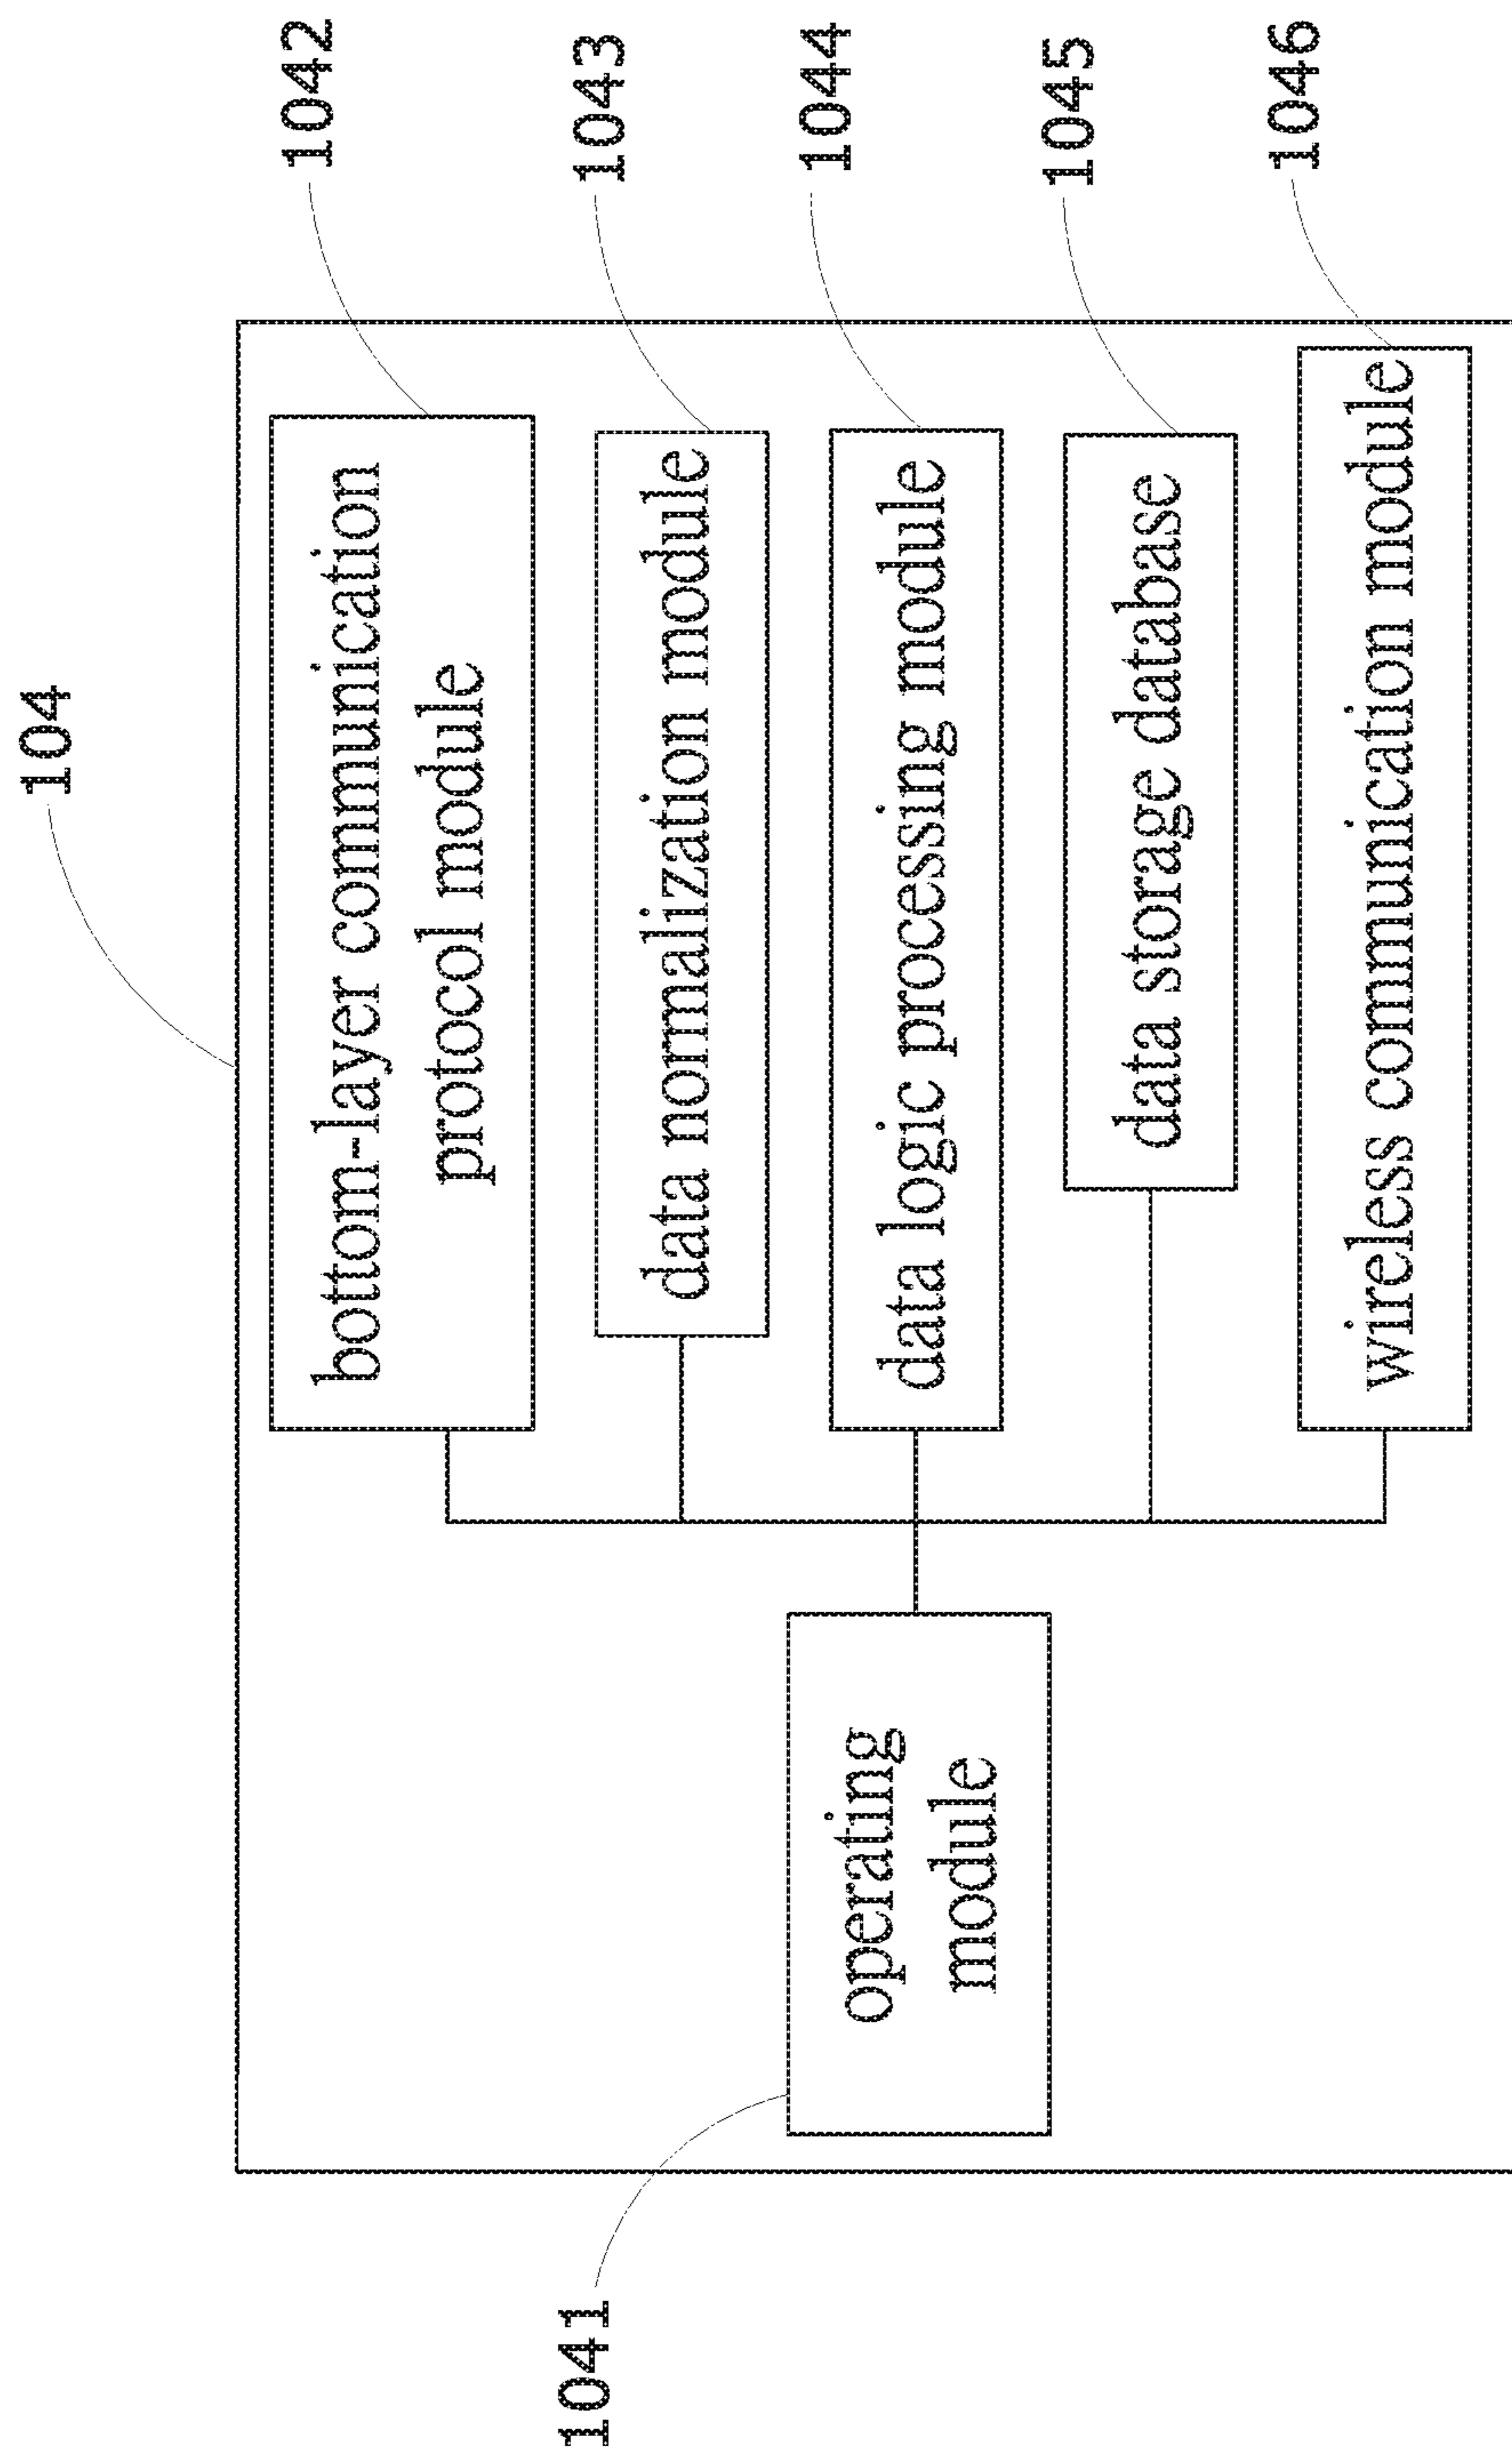 104
1041
operating
module
bottom-layer communication
protocol module
1042
data normalization module
1043
data logic processing module
1044
data storage database
1045
wireless communication module
1046